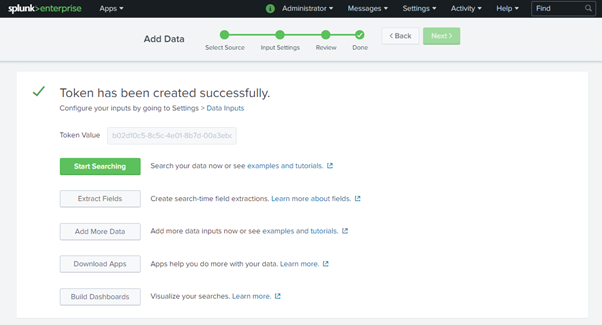 splunk>enterprise Apps Administrator Messages Settings Activity Help Find
Add Data
Select Source Input Settings Review Done
< Back Next >
Token has been created successfully.
Configure your inputs by going to Settings > Data Inputs
Token Value b02d10c5-8c5c-4e01-8b7d-00a3ebc
Start Searching Search your data now or see examples and tutorials.
Extract Fields Create search-time field extractions. Learn more about fields.
Add More Data Add more data inputs now or see examples and tutorials.
Download Apps Apps help you do more with your data. Learn more.
Build Dashboards Visualize your searches. Learn more.